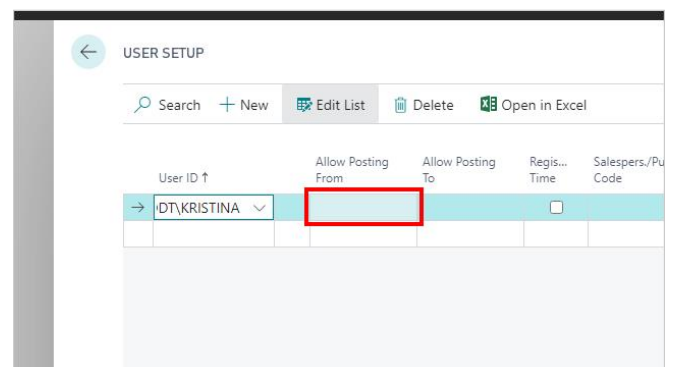 USER SETUP
Search + New Edit List Delete Open in Excel
Allow Posting Allow Posting Regis... Salespers./Pu
User ID ↑ From To Time Code
DT\KRISTINA